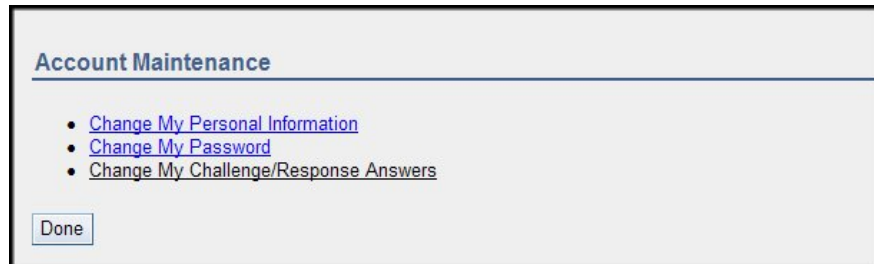 Account Maintenance
Change My Personal Information
Change My Password
Change My Challenge/Response Answers
Done